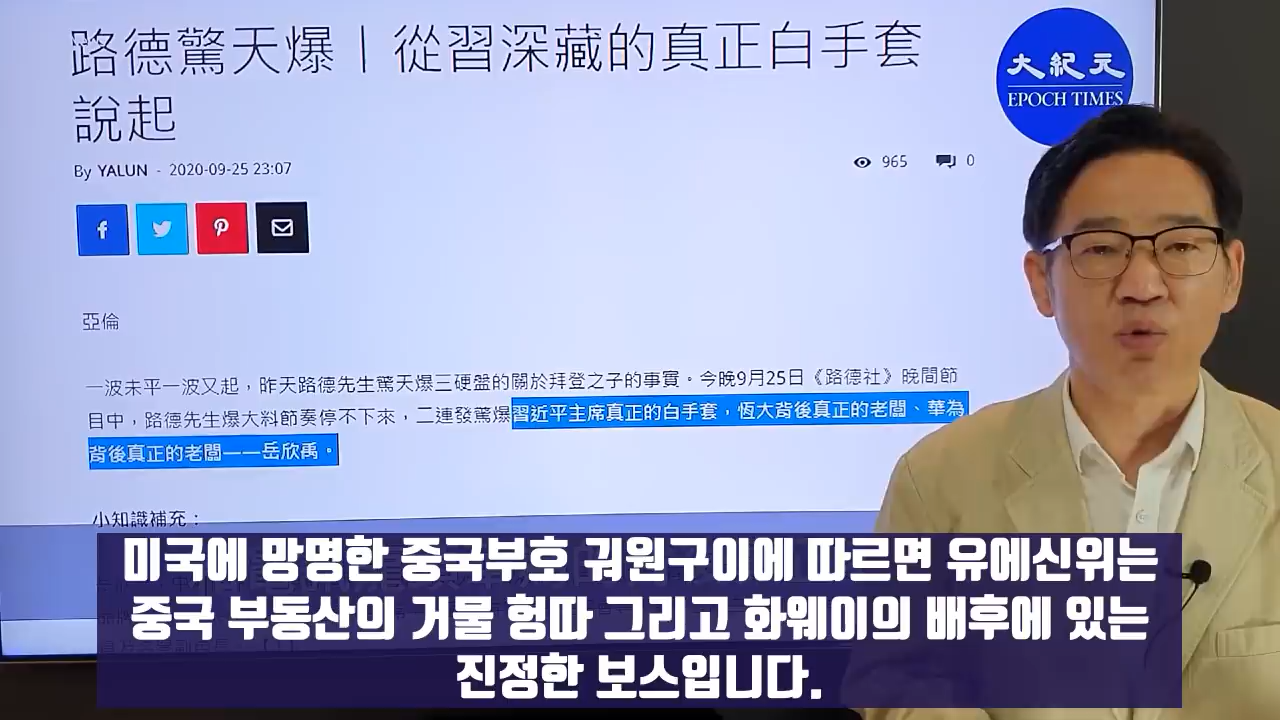 路德驚天爆丨從習深藏的真正白手套
說起
大紀元
EPOCH TIMES
By YALUN - 2020-09-25 23:07
965
0
亞倫
一波未平一波又起，昨天路德先生驚天爆三硬盤的關於拜登之子的事實。今晚9月25日《路德社》晚間節
目中，路德先生爆大料節奏停不下來，二連發驚爆習近平主席真正的白手套，恆大背後真正的老闆、華為
背後真正的老闆——岳欣禹。
小知識補充：
미국에 망명한 중국부호 궈원구이에 따르면 유에신위는
중국 부동산의 거물 헝따 그리고 화웨이의 배후에 있는
진정한 보스입니다.